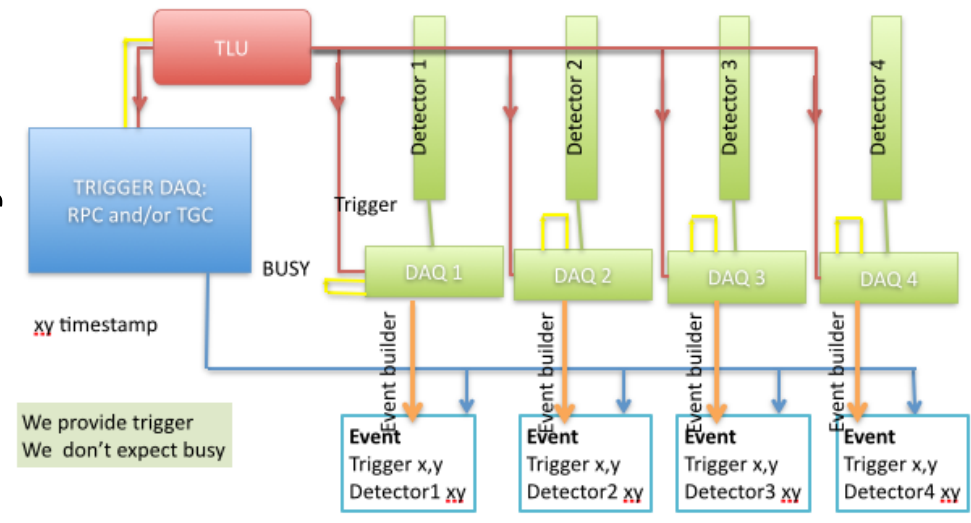 TLU
Detector 1
Detector 2
Detector 3
Detector 4
TRIGGER DAQ:
RPC and/or TGC
Trigger
BUSY
DAQ 1
DAQ 2
DAQ 3
DAQ 4
xy timestamp
Event builder
Event builder
Event builder
Event builder
We provide trigger
We don't expect busy
Event
Trigger x,y
Detector1 xy
Event
Trigger x,y
Detector2 xy
Event
Trigger x,y
Detector3 xy
Event
Trigger x,y
Detector4 xy